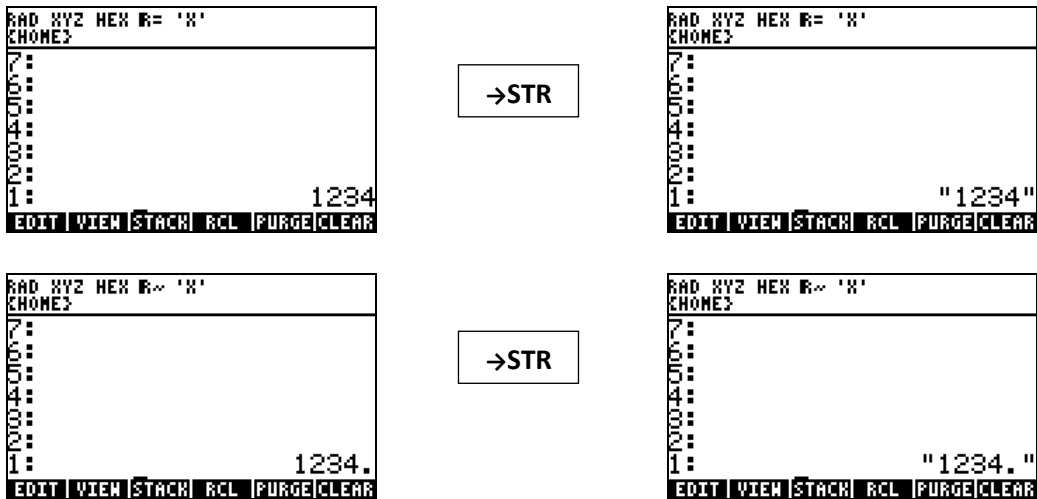 RAD XYZ HEX R= 'X'
{HOME}
7:
6:
5:
4:
3:
2:
1: 1234
EDIT VIEW STACK RCL PURGE CLEAR
→STR
RAD XYZ HEX R= 'X'
{HOME}
7:
6:
5:
4:
3:
2:
1: "1234"
EDIT VIEW STACK RCL PURGE CLEAR
RAD XYZ HEX R~ 'X'
{HOME}
7:
6:
5:
4:
3:
2:
1: 1234.
EDIT VIEW STACK RCL PURGE CLEAR
→STR
RAD XYZ HEX R~ 'X'
{HOME}
7:
6:
5:
4:
3:
2:
1: "1234."
EDIT VIEW STACK RCL PURGE CLEAR